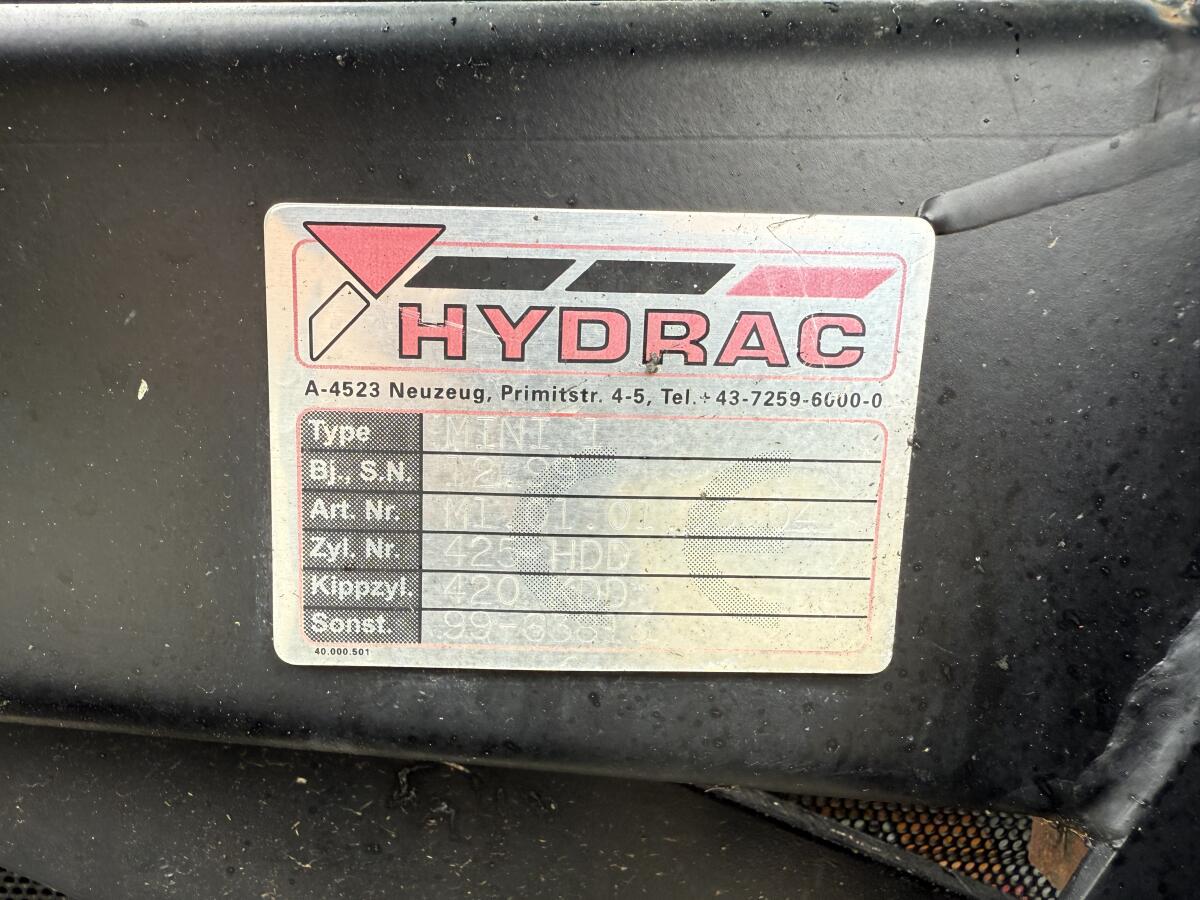 HYDRAC
A-4523 Neuzeug, Primitstr. 4-5, Tel.+43-7259-6000-0
Type MINI 1
Bj., S.N.
Art. Nr.
Zyl. Nr. 425 HDD
Kippzyl. 420
Sonst.
40.000.501